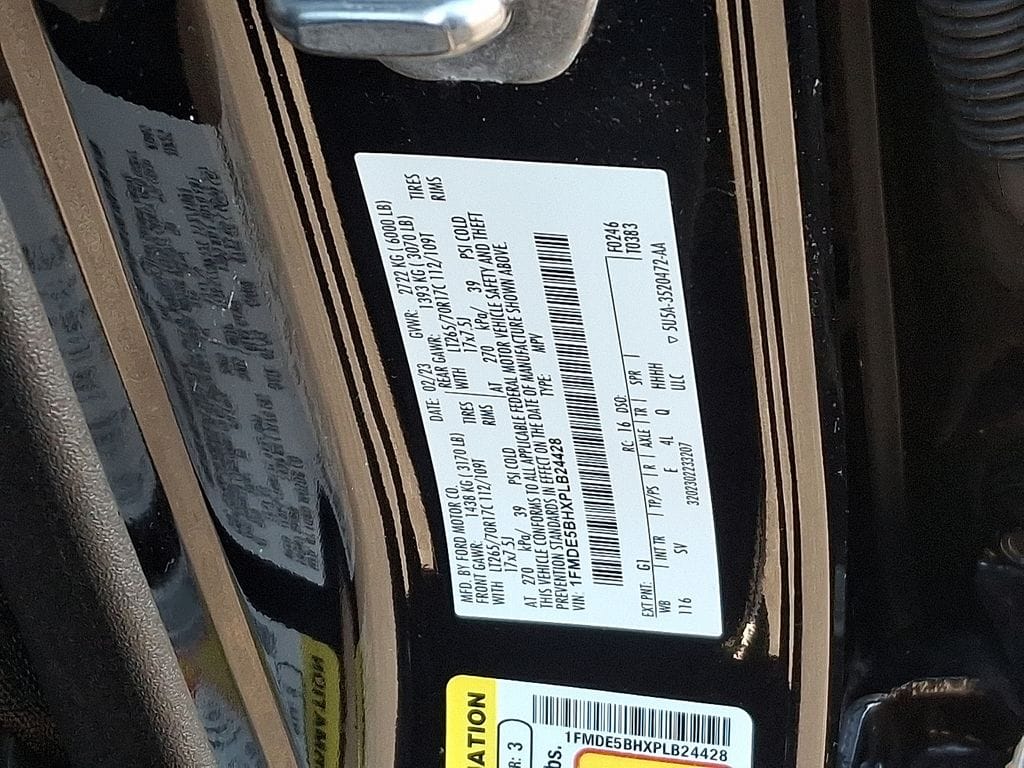 MFD. BY FORD MOTOR CO. DATE: 02/23 GVWR: 2722 KG ( 6000 LB)
FRONT GAWR: 1438 KG ( 3170 LB) REAR GAWR: 1393 KG ( 3070 LB)
WITH LT265/70R17C 112/109T TIRES WITH LT265/70R17C 112/109T TIRES
17x7.5J RIMS 17x7.5J RIMS
AT 270 kPa/ 39 PSI COLD AT 270 kPa/ 39 PSI COLD
THIS VEHICLE CONFORMS TO ALL APPLICABLE FEDERAL MOTOR VEHICLE SAFETY AND THEFT
PREVENTION STANDARDS IN EFFECT ON THE DATE OF MANUFACTURE SHOWN ABOVE
VIN: 1FMDE5BHXPLB24428 TYPE: MPV
EXT PNT: G1 RC: 16 DSO: F0246
WB INT TR TP/PS R AXLE TR SPR T0383
116 SV E 4L Q HHHH
320230223207 ULC ▽ 5U5A-3520472-AA
ATION
R: 3
bs.
1FMDE5BHXPLB24428